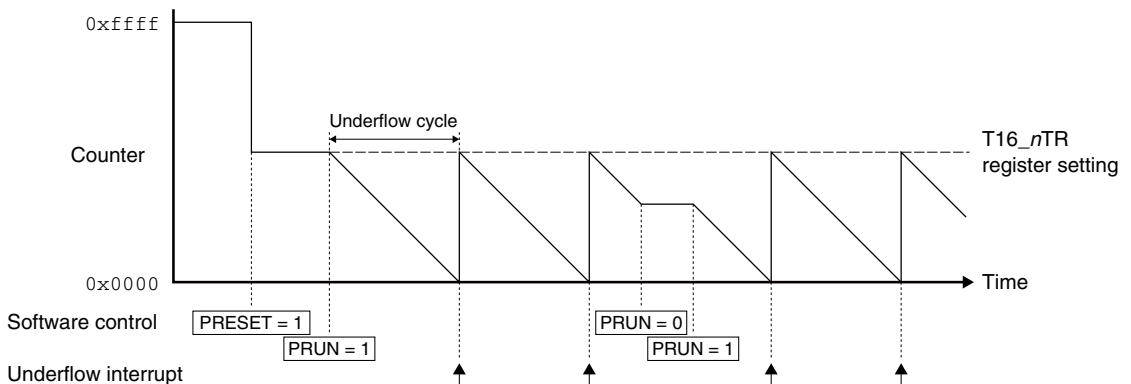 0xffff
Underflow cycle
Counter
T16_nTR
register setting
0x0000
Time
Software control
PRESET = 1
PRUN = 0
PRUN = 1
PRUN = 1
Underflow interrupt